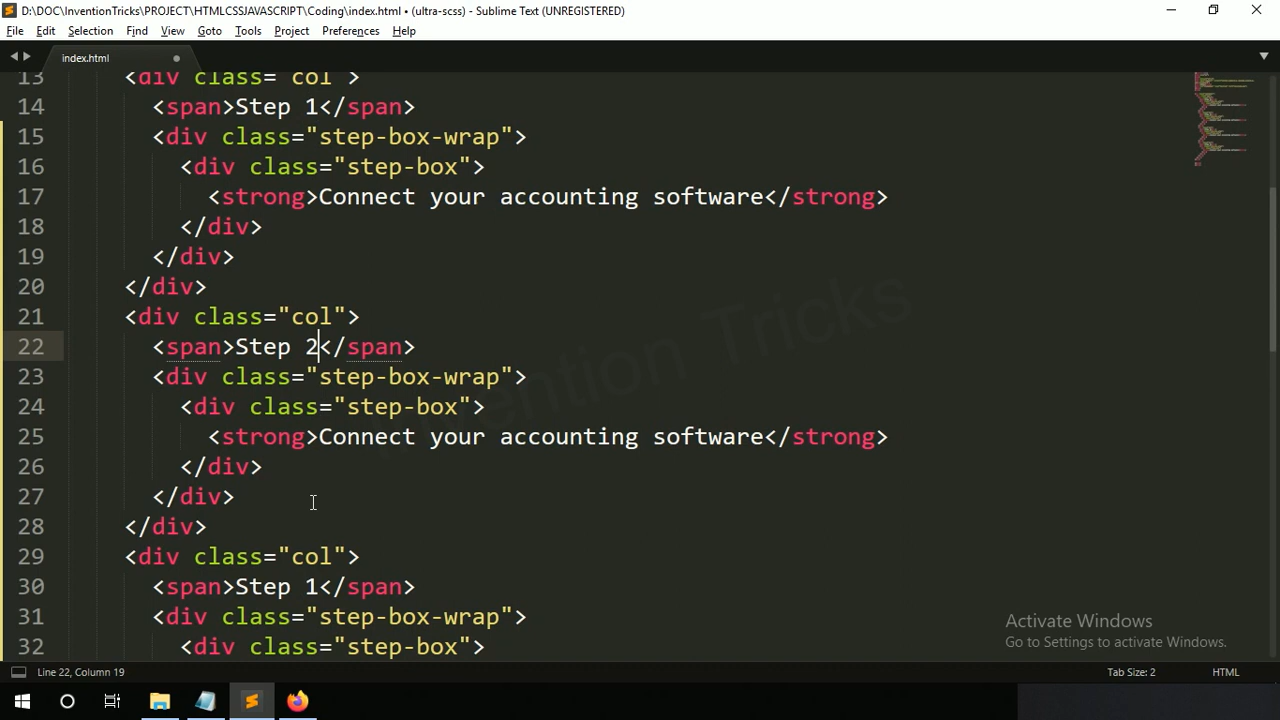 D:\DOC\InventionTricks\PROJECT\HTMLCSSJAVASCRIPT\Coding\index.html • (ultra-scss) - Sublime Text (UNREGISTERED)
File Edit Selection Find View Goto Tools Project Preferences Help
index.html
13 <div class="col">
14 <span>Step 1</span>
15 <div class="step-box-wrap">
16 <div class="step-box">
17 <strong>Connect your accounting software</strong>
18 </div>
19 </div>
20 </div>
21 <div class="col">
22 <span>Step 2</span>
23 <div class="step-box-wrap">
24 <div class="step-box">
25 <strong>Connect your accounting software</strong>
26 </div>
27 </div>
28 </div>
29 <div class="col">
30 <span>Step 1</span>
31 <div class="step-box-wrap">
32 <div class="step-box">
Invention Tricks
Activate Windows
Go to Settings to activate Windows.
Line 22, Column 19 Tab Size: 2 HTML